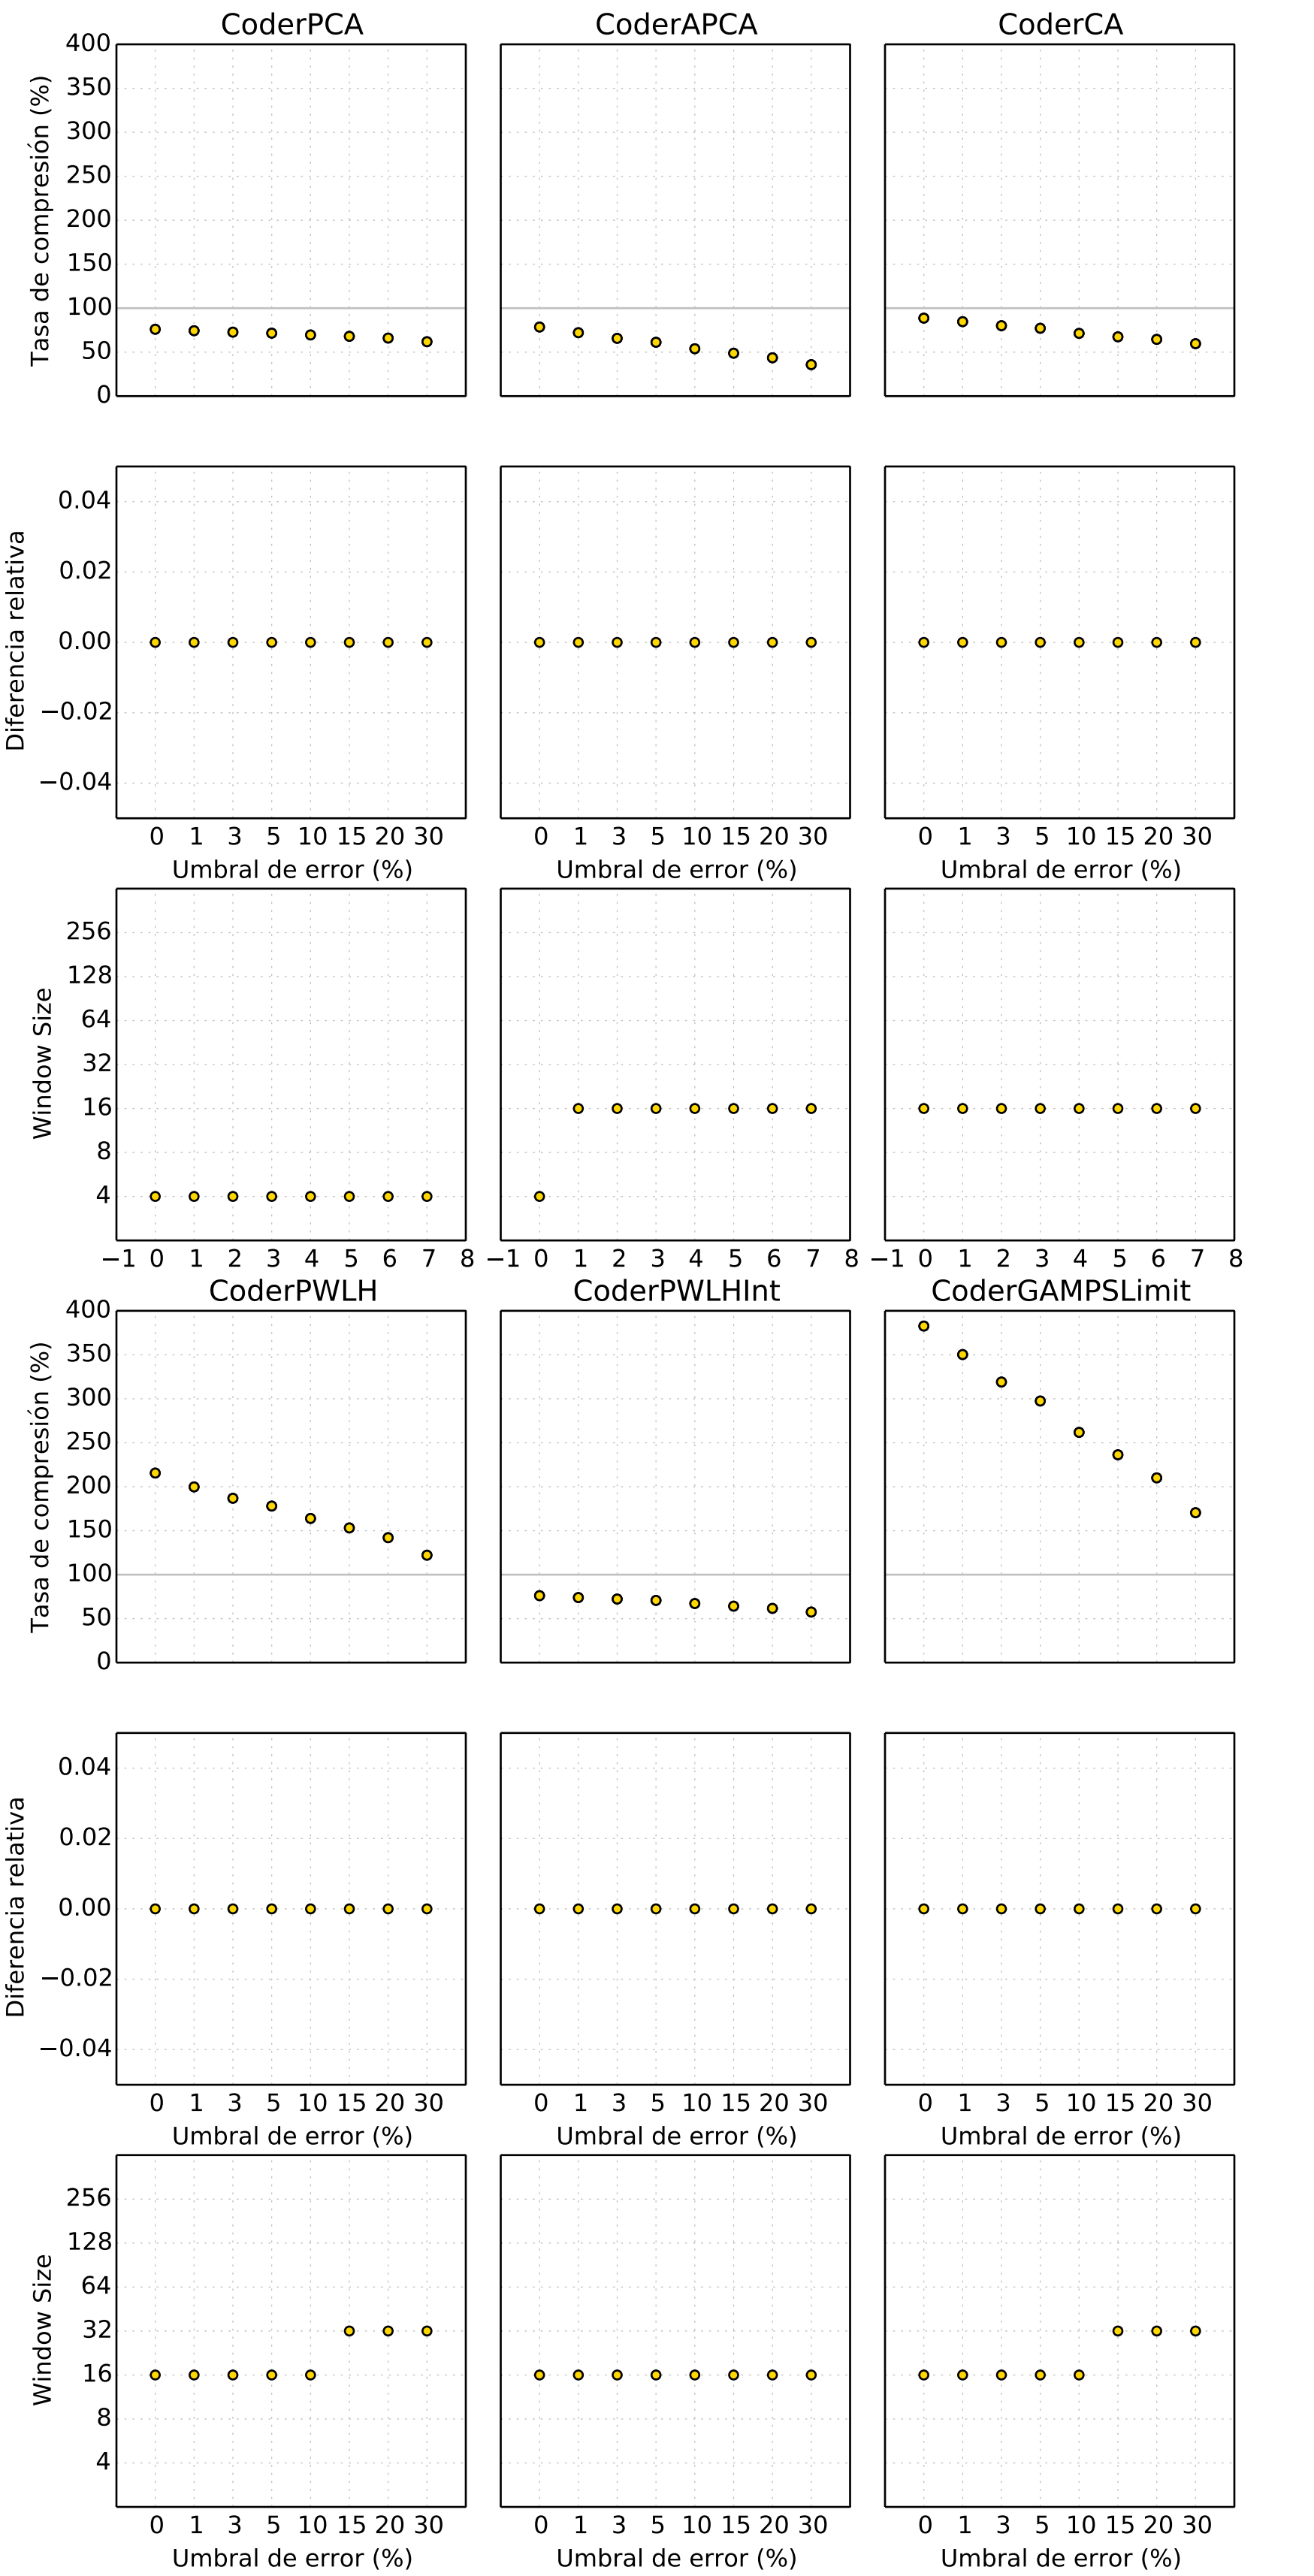 CoderPCA CoderAPCA CoderCA
Tasa de compresión (%)
400
350
300
250
200
150
100
50
0
Diferencia relativa
0.04
0.02
0.00
−0.02
−0.04
0 1 3 5 10 15 20 30 0 1 3 5 10 15 20 30 0 1 3 5 10 15 20 30
Umbral de error (%) Umbral de error (%) Umbral de error (%)
Window Size
256
128
64
32
16
8
4
−1 0 1 2 3 4 5 6 7 8 −1 0 1 2 3 4 5 6 7 8 −1 0 1 2 3 4 5 6 7 8
CoderPWLH CoderPWLHInt CoderGAMPSLimit
Tasa de compresión (%)
400
350
300
250
200
150
100
50
0
Diferencia relativa
0.04
0.02
0.00
−0.02
−0.04
0 1 3 5 10 15 20 30 0 1 3 5 10 15 20 30 0 1 3 5 10 15 20 30
Umbral de error (%) Umbral de error (%) Umbral de error (%)
Window Size
256
128
64
32
16
8
4
0 1 3 5 10 15 20 30 0 1 3 5 10 15 20 30 0 1 3 5 10 15 20 30
Umbral de error (%) Umbral de error (%) Umbral de error (%)